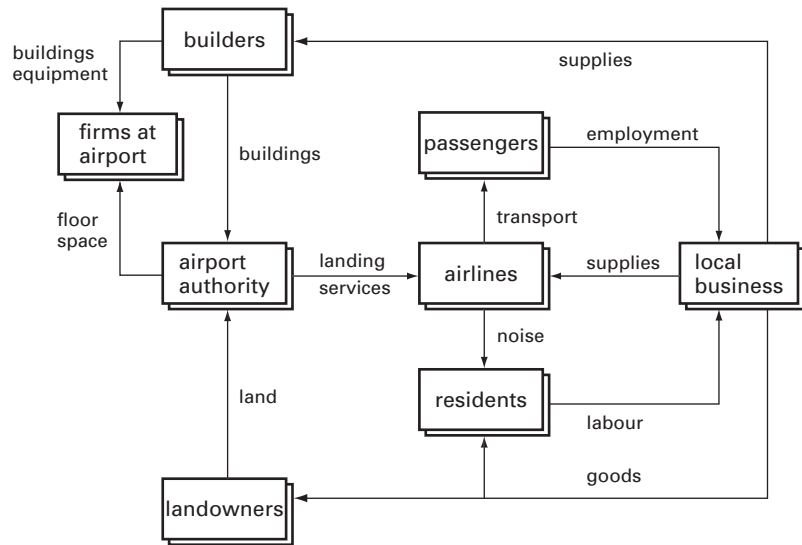 builders
buildings
equipment
supplies
firms at
airport
buildings
passengers
employment
floor
space
transport
airport
authority
landing
services
airlines
supplies
local
business
noise
land
residents
labour
goods
landowners